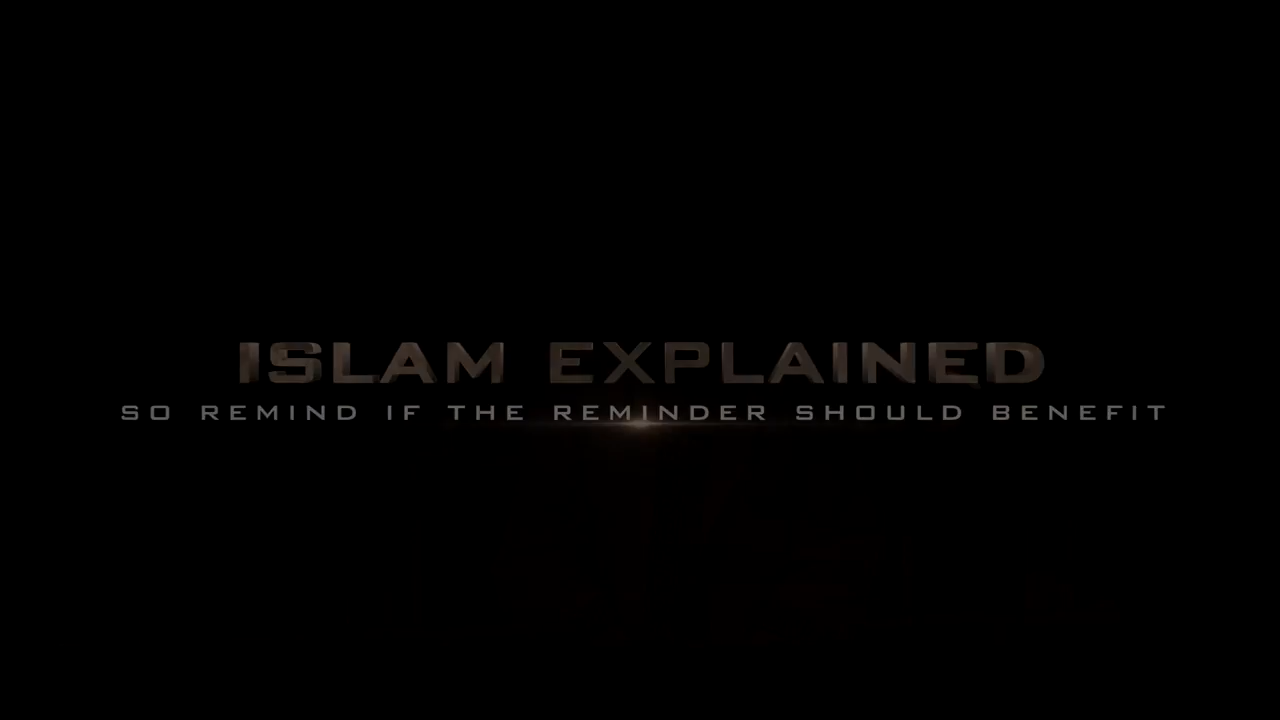 ISLAM EXPLAINED
SO REMIND IF THE REMINDER SHOULD BENEFIT